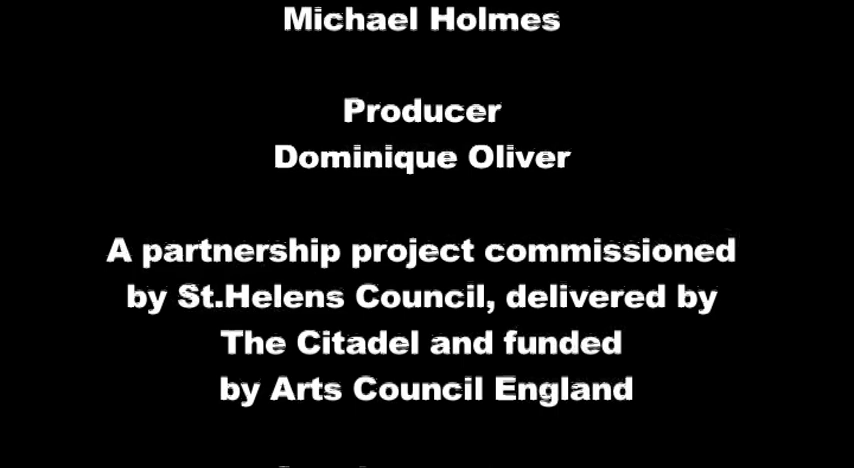 Michael Holmes
Producer
Dominique Oliver
A partnership project commissioned
by St.Helens Council, delivered by
The Citadel and funded
by Arts Council England